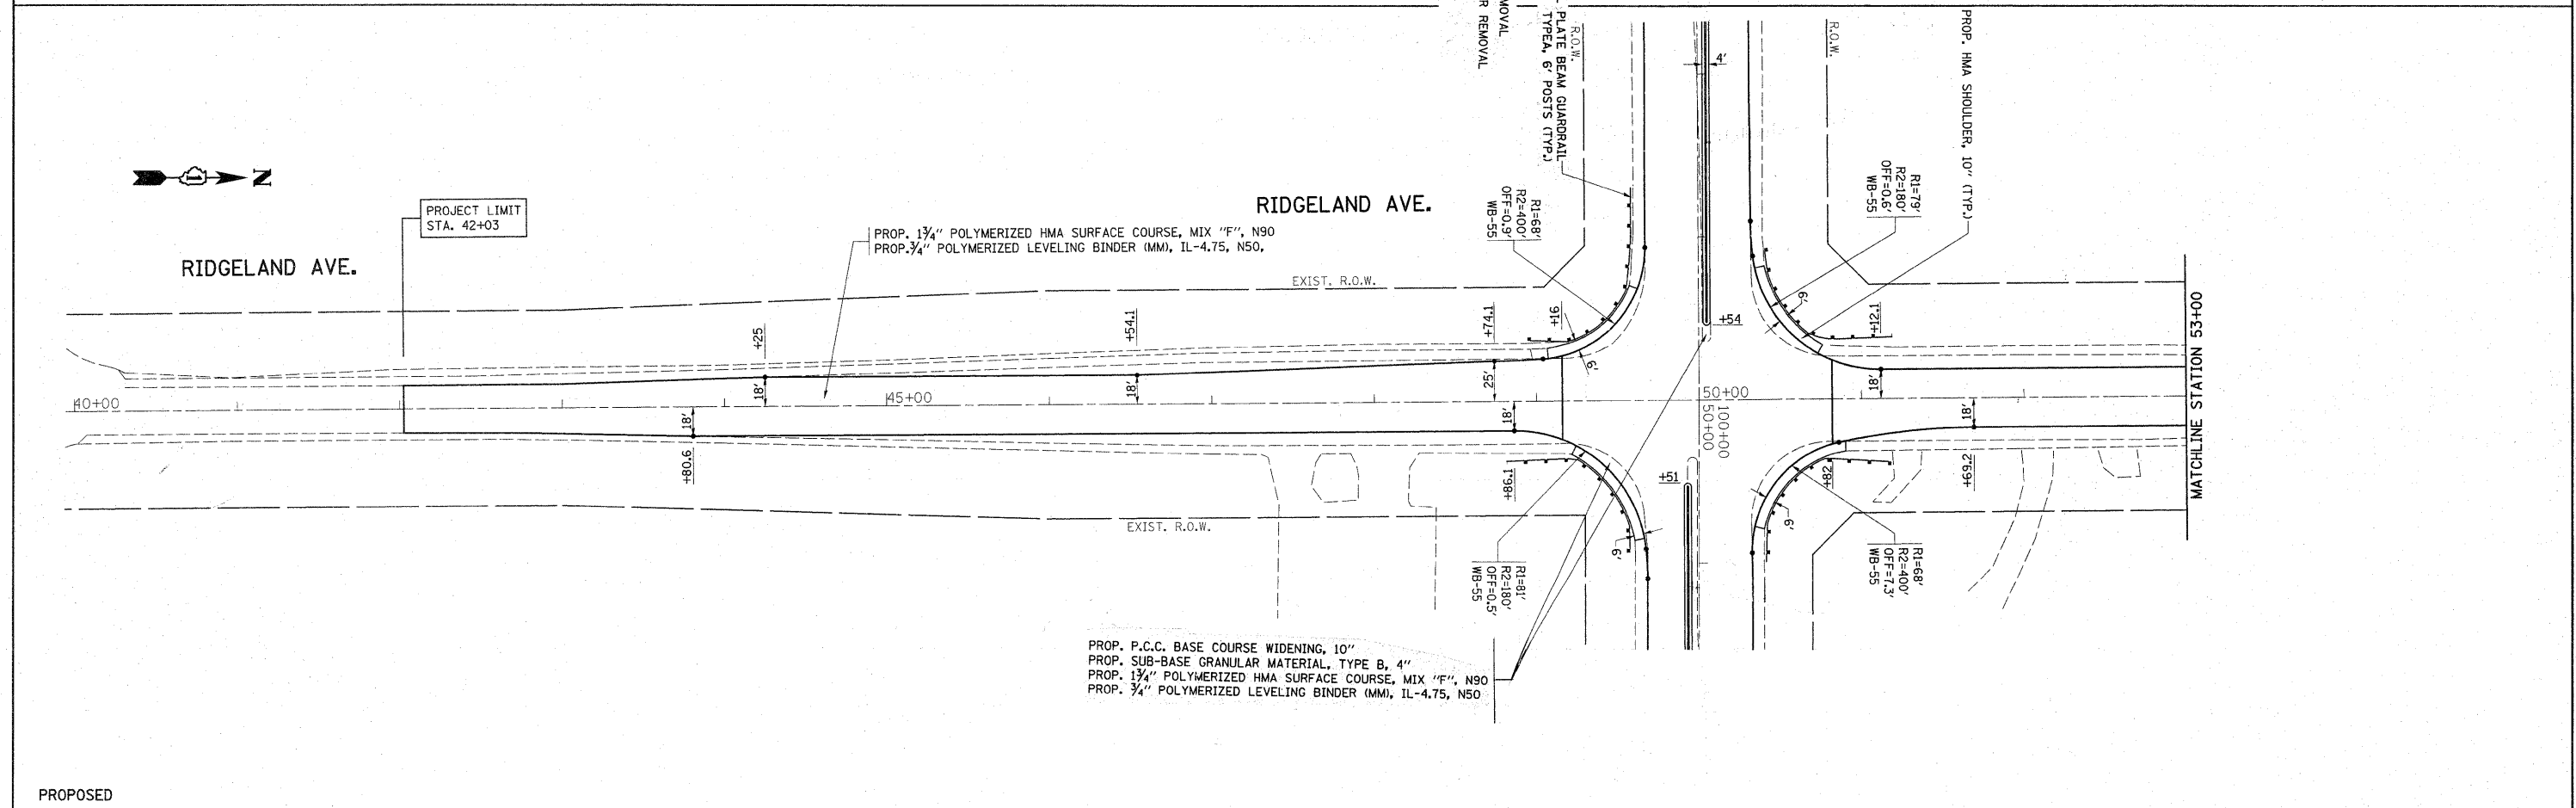 MOVAL
R REMOVAL
PLATE BEAM GUARDRAIL
TYPEA, 6' POSTS (TYP.)
R.O.W.
4'
R.O.W.
PROP. HMA SHOULDER, 10" (TYP.)
N
PROJECT LIMIT
STA. 42+03
RIDGELAND AVE.
RIDGELAND AVE.
PROP. 1 3/4" POLYMERIZED HMA SURFACE COURSE, MIX "F", N90
PROP. 3/4" POLYMERIZED LEVELING BINDER (MM), IL-4.75, N50,
R1=68'
R2=400'
OFF=0.9'
WB-55
R1=79'
R2=180'
OFF=0.6'
WB-55
EXIST. R.O.W.
+25
+54.1
+74.1
+16
+54
6'
+12.1
MATCHLINE STATION 53+00
6'
18'
18'
25'
18'
40+00
45+00
50+00
100+00
50+00
18'
18'
18'
+80.6
+86.1
+51
+82
+69.2
6'
6'
EXIST. R.O.W.
R1=81'
R2=180'
OFF=0.5'
WB-55
R1=68'
R2=400'
OFF=7.3'
WB-55
PROP. P.C.C. BASE COURSE WIDENING, 10"
PROP. SUB-BASE GRANULAR MATERIAL, TYPE B, 4"
PROP. 1 3/4" POLYMERIZED HMA SURFACE COURSE, MIX "F", N90
PROP. 3/4" POLYMERIZED LEVELING BINDER (MM), IL-4.75, N50
PROPOSED